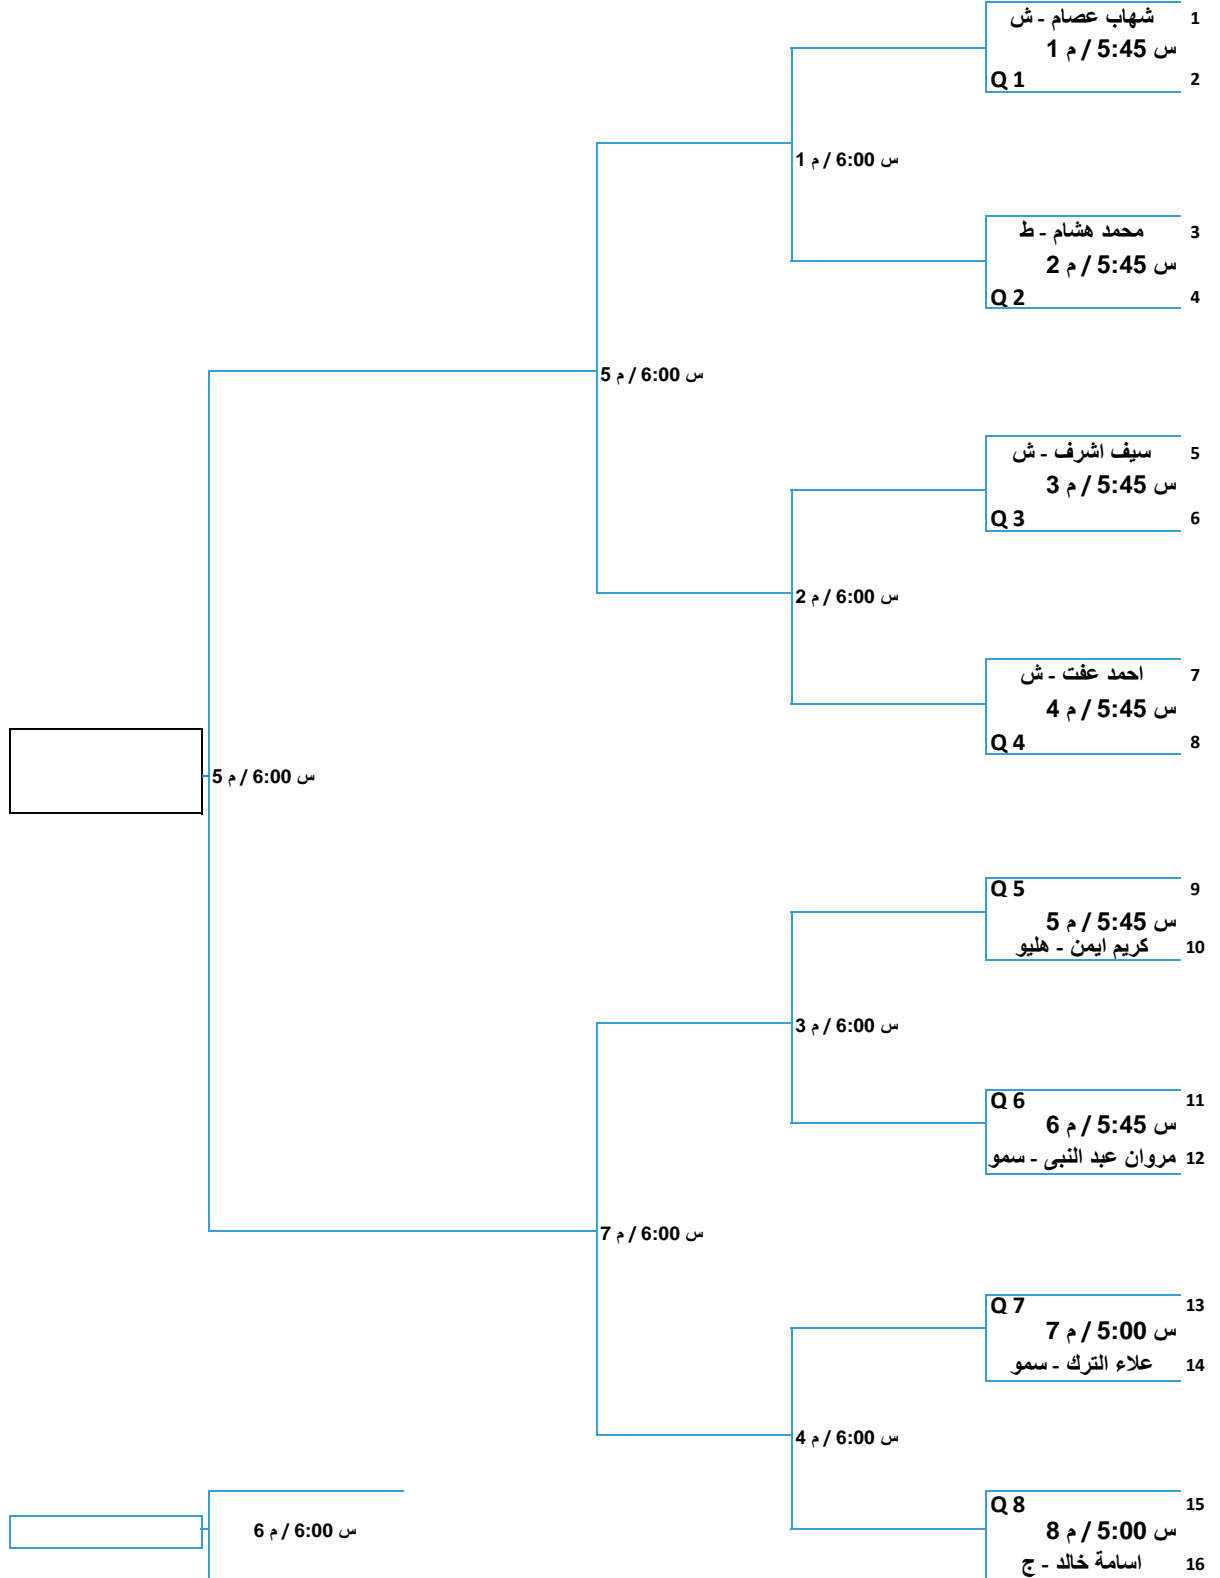 شهاب عصام - ش 1
س 5:45 / م 1
Q 1 2
س 6:00 / م 1
محمد هشام - ط 3
س 5:45 / م 2
Q 2 4
س 6:00 / م 5
سيف اشرف - ش 5
س 5:45 / م 3
Q 3 6
س 6:00 / م 2
احمد عفت - ش 7
س 5:45 / م 4
Q 4 8
س 6:00 / م 5
Q 5 9
س 5:45 / م 5
كريم ايمن - هليو 10
س 6:00 / م 3
Q 6 11
س 5:45 / م 6
مروان عبد النبى - سمو 12
س 6:00 / م 7
Q 7 13
س 5:00 / م 7
علاء الترك - سمو 14
س 6:00 / م 4
Q 8 15
س 5:00 / م 8
س 6:00 / م 6
اسامة خالد - ج 16